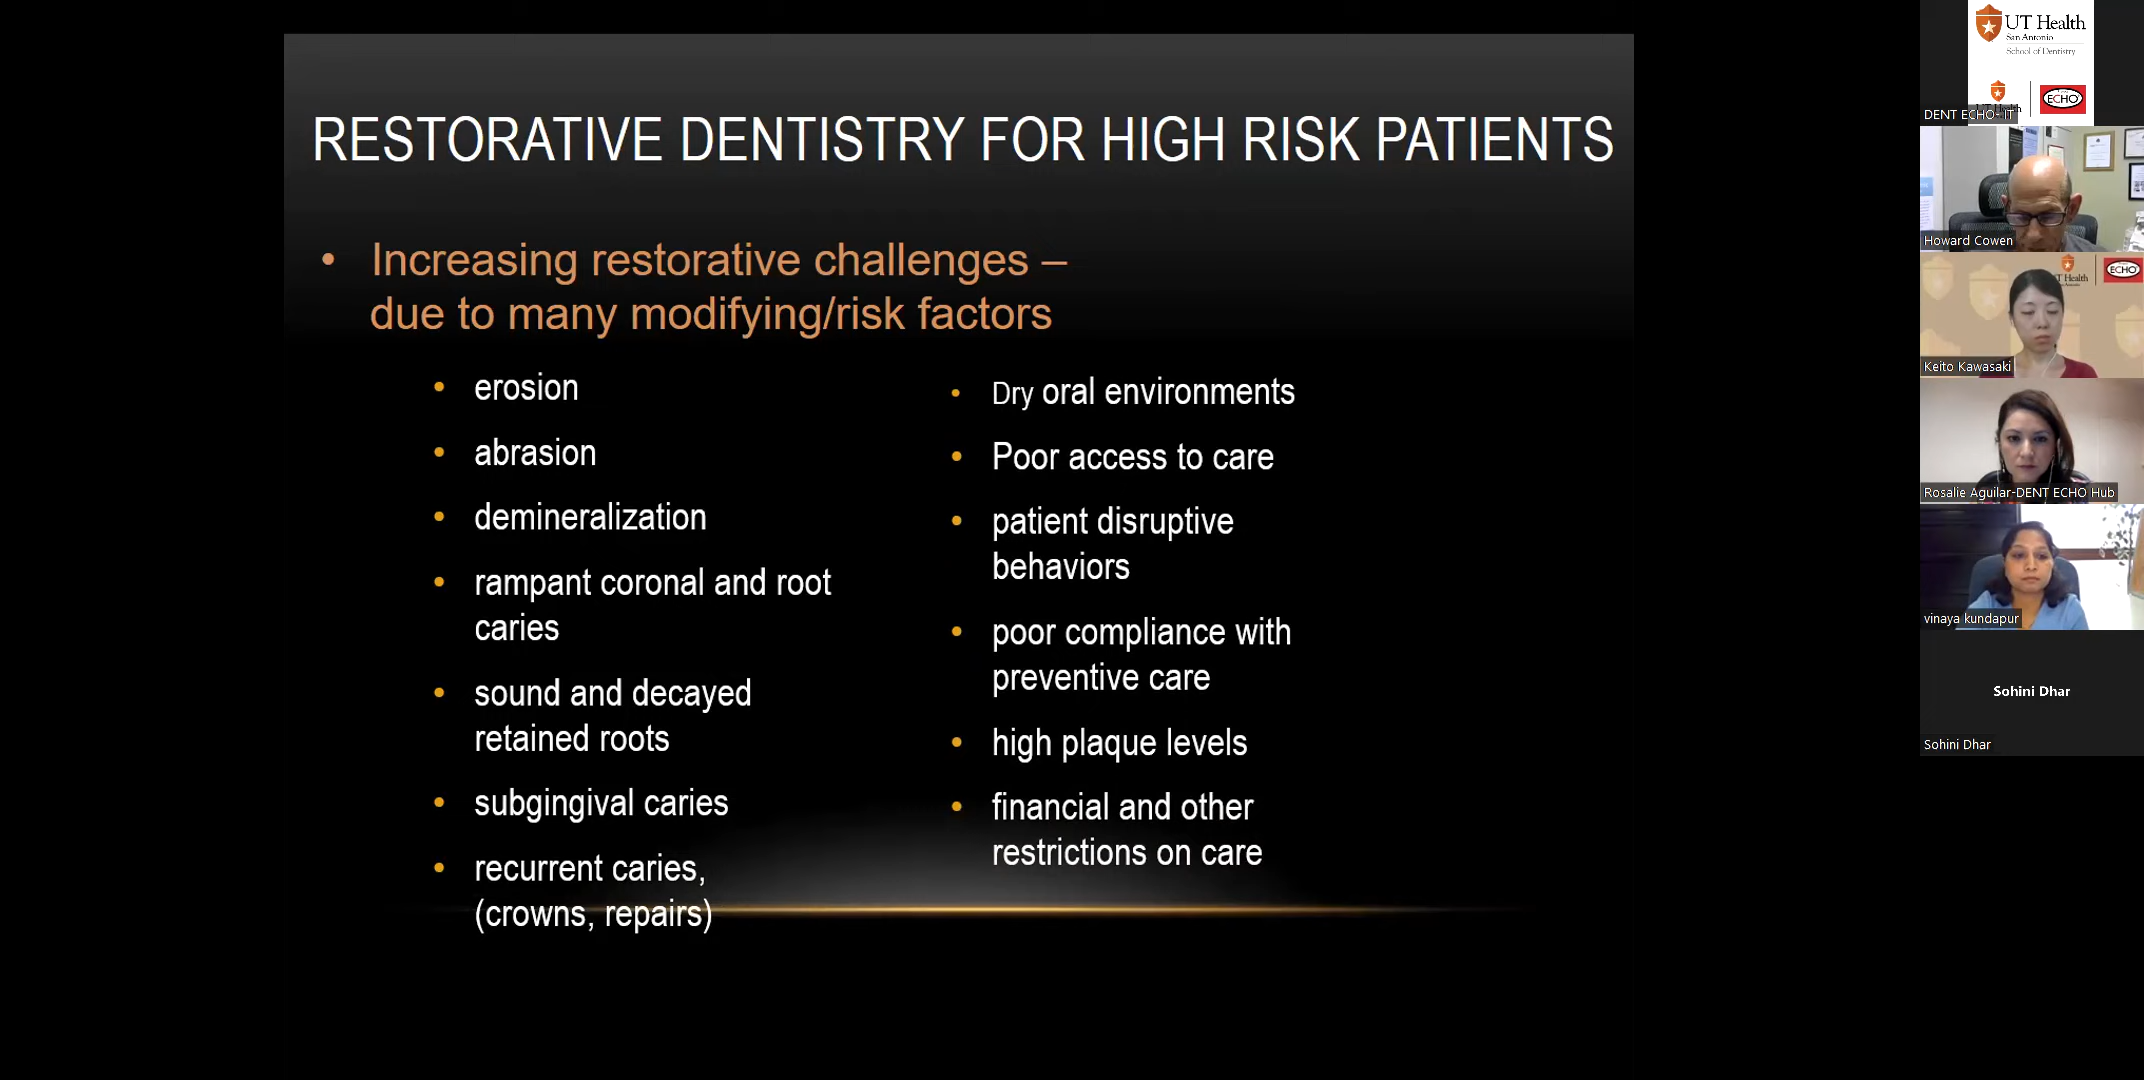 RESTORATIVE DENTISTRY FOR HIGH RISK PATIENTS
• Increasing restorative challenges –
due to many modifying/risk factors
• erosion
• abrasion
• demineralization
• rampant coronal and root
caries
• sound and decayed
retained roots
• subgingival caries
• recurrent caries,
(crowns, repairs)
• Dry oral environments
• Poor access to care
• patient disruptive
behaviors
• poor compliance with
preventive care
• high plaque levels
• financial and other
restrictions on care
UT Health
San Antonio
School of Dentistry
ECHO
DENT ECHO- IT
Howard Cowen
UT Health
ECHO
Keito Kawasaki
Rosalie Aguilar-DENT ECHO Hub
vinaya kundapur
Sohini Dhar
Sohini Dhar